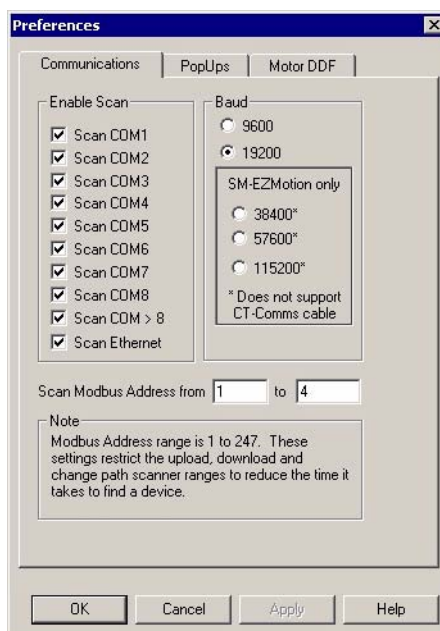 Preferences
Communications
PopUps
Motor DDF
Enable Scan
Scan COM1
Scan COM2
Scan COM3
Scan COM4
Scan COM5
Scan COM6
Scan COM7
Scan COM8
Scan COM > 8
Scan Ethernet
Baud
9600
19200
SM-EZMotion only
38400*
57600*
115200*
* Does not support
CT-Comms cable
Scan Modbus Address from 1 to 4
Note
Modbus Address range is 1 to 247. These
settings restrict the upload, download and
change path scanner ranges to reduce the time it
takes to find a device.
OK
Cancel
Apply
Help